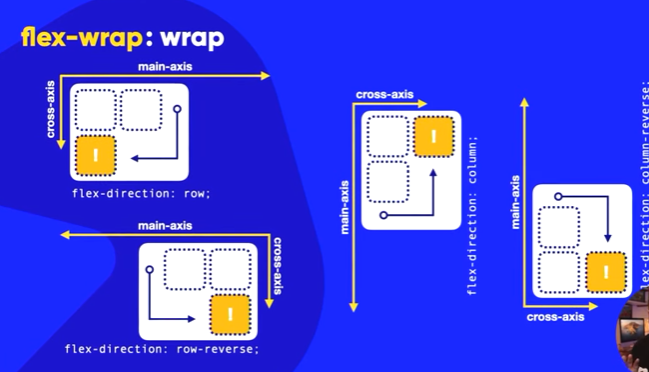 flex-wrap: wrap
main-axis
cross-axis
!
flex-direction: row;
main-axis
cross-axis
!
flex-direction: row-reverse;
cross-axis
main-axis
!
flex-direction: column;
main-axis
!
cross-axis
flex-direction: column-reverse;